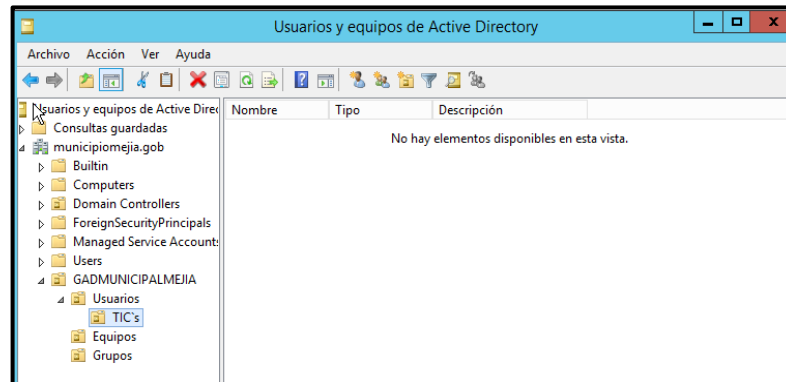 Usuarios y equipos de Active Directory
Archivo Acción Ver Ayuda
Usuarios y equipos de Active Direc
Nombre Tipo Descripción
Consultas guardadas
No hay elementos disponibles en esta vista.
municipiomejia.gob
Builtin
Computers
Domain Controllers
ForeignSecurityPrincipals
Managed Service Accounts
Users
GADMUNICIPALMEJIA
Usuarios
TIC`s
Equipos
Grupos